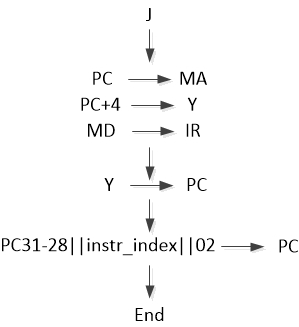 J
PC MA
PC+4 Y
MD IR
Y PC
PC31-28||instr_index||02 PC
End